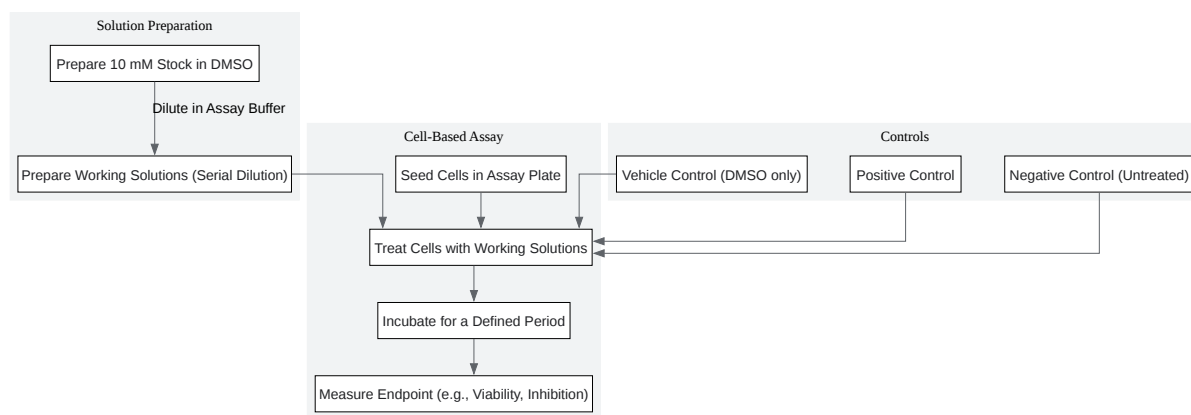 Solution Preparation
Prepare 10 mM Stock in DMSO
Dilute in Assay Buffer
Prepare Working Solutions (Serial Dilution)
Cell-Based Assay
Seed Cells in Assay Plate
Treat Cells with Working Solutions
Incubate for a Defined Period
Measure Endpoint (e.g., Viability, Inhibition)
Controls
Vehicle Control (DMSO only)
Positive Control
Negative Control (Untreated)